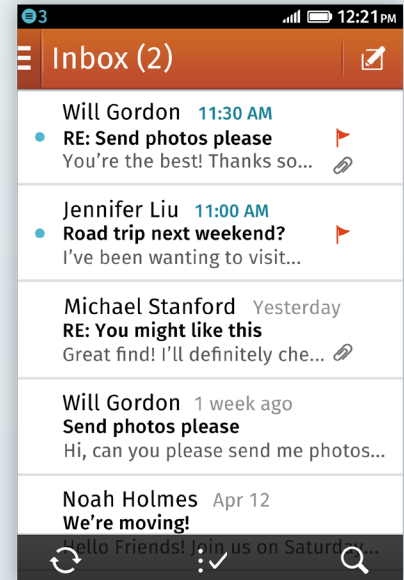 3 12:21PM
Inbox (2)
Will Gordon 11:30 AM
RE: Send photos please
You're the best! Thanks so...
Jennifer Liu 11:00 AM
Road trip next weekend?
I've been wanting to visit...
Michael Stanford Yesterday
RE: You might like this
Great find! I'll definitely che...
Will Gordon 1 week ago
Send photos please
Hi, can you please send me photos...
Noah Holmes Apr 12
We're moving!
Hello Friends! Join us on Saturday...